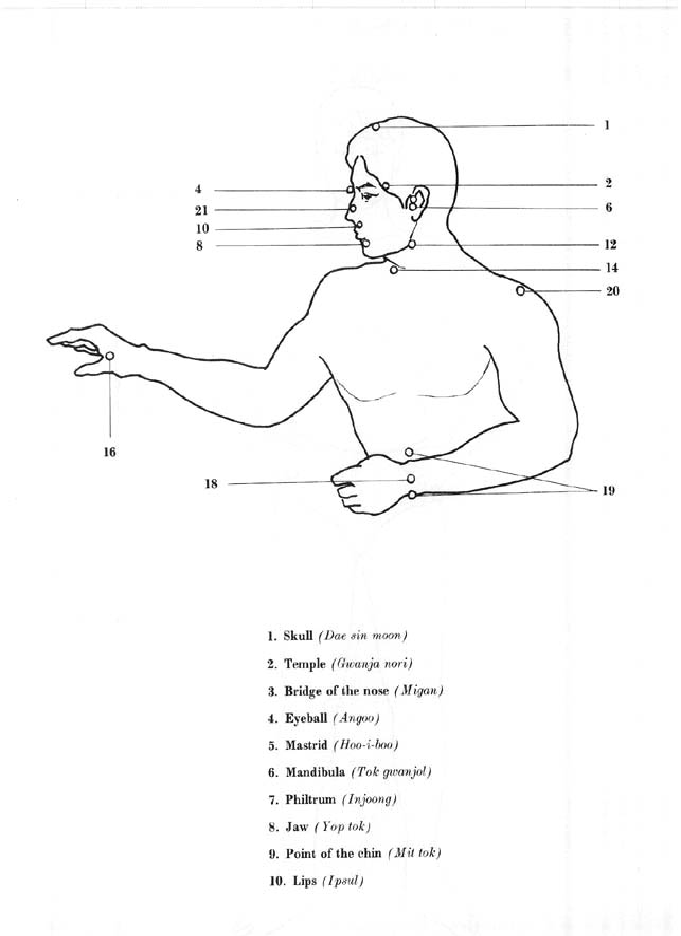 1
2
4
21
6
10
8
12
14
20
16
18
19
1. Skull (Dae sin moon)
2. Temple (Gwanja nori)
3. Bridge of the nose (Migan)
4. Eyeball (Angoo)
5. Mastrid (Hoo-i-boo)
6. Mandibula (Tok gwanjol)
7. Philtrum (Injoong)
8. Jaw (Yop tok)
9. Point of the chin (Mit tok)
10. Lips (Ipsul)